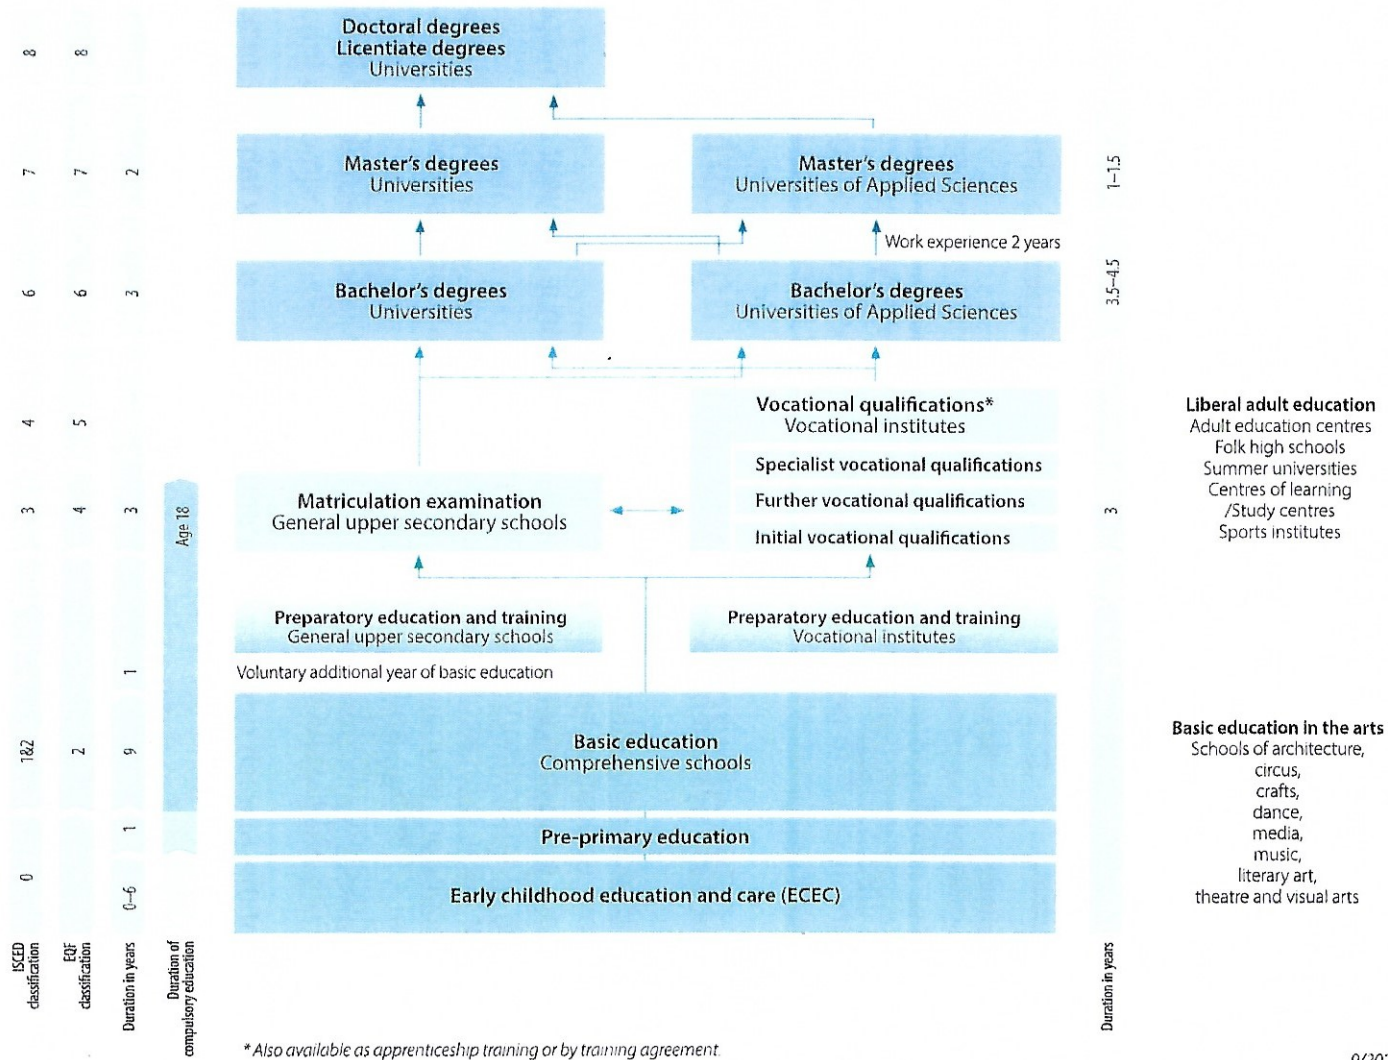 8
8
Doctoral degrees
Licentiate degrees
Universities
7
7
2
Master's degrees
Universities
Master's degrees
Universities of Applied Sciences
1–1.5
Work experience 2 years
6
6
3
Bachelor's degrees
Universities
Bachelor's degrees
Universities of Applied Sciences
3.5–4.5
4
5
Vocational qualifications*
Vocational institutes
Specialist vocational qualifications
Further vocational qualifications
Initial vocational qualifications
3
4
3
Age 18
Matriculation examination
General upper secondary schools
3
Liberal adult education
Adult education centres
Folk high schools
Summer universities
Centres of learning
/Study centres
Sports institutes
Preparatory education and training
General upper secondary schools
Preparatory education and training
Vocational institutes
1
Voluntary additional year of basic education
1&2
2
9
Basic education
Comprehensive schools
Basic education in the arts
Schools of architecture,
circus,
crafts,
dance,
media,
music,
literary art,
theatre and visual arts
1
Pre-primary education
0
0–6
Early childhood education and care (ECEC)
ISCED
classification
EQF
classification
Duration in years
Duration of
compulsory education
Duration in years
* Also available as apprenticeship training or by training agreement.